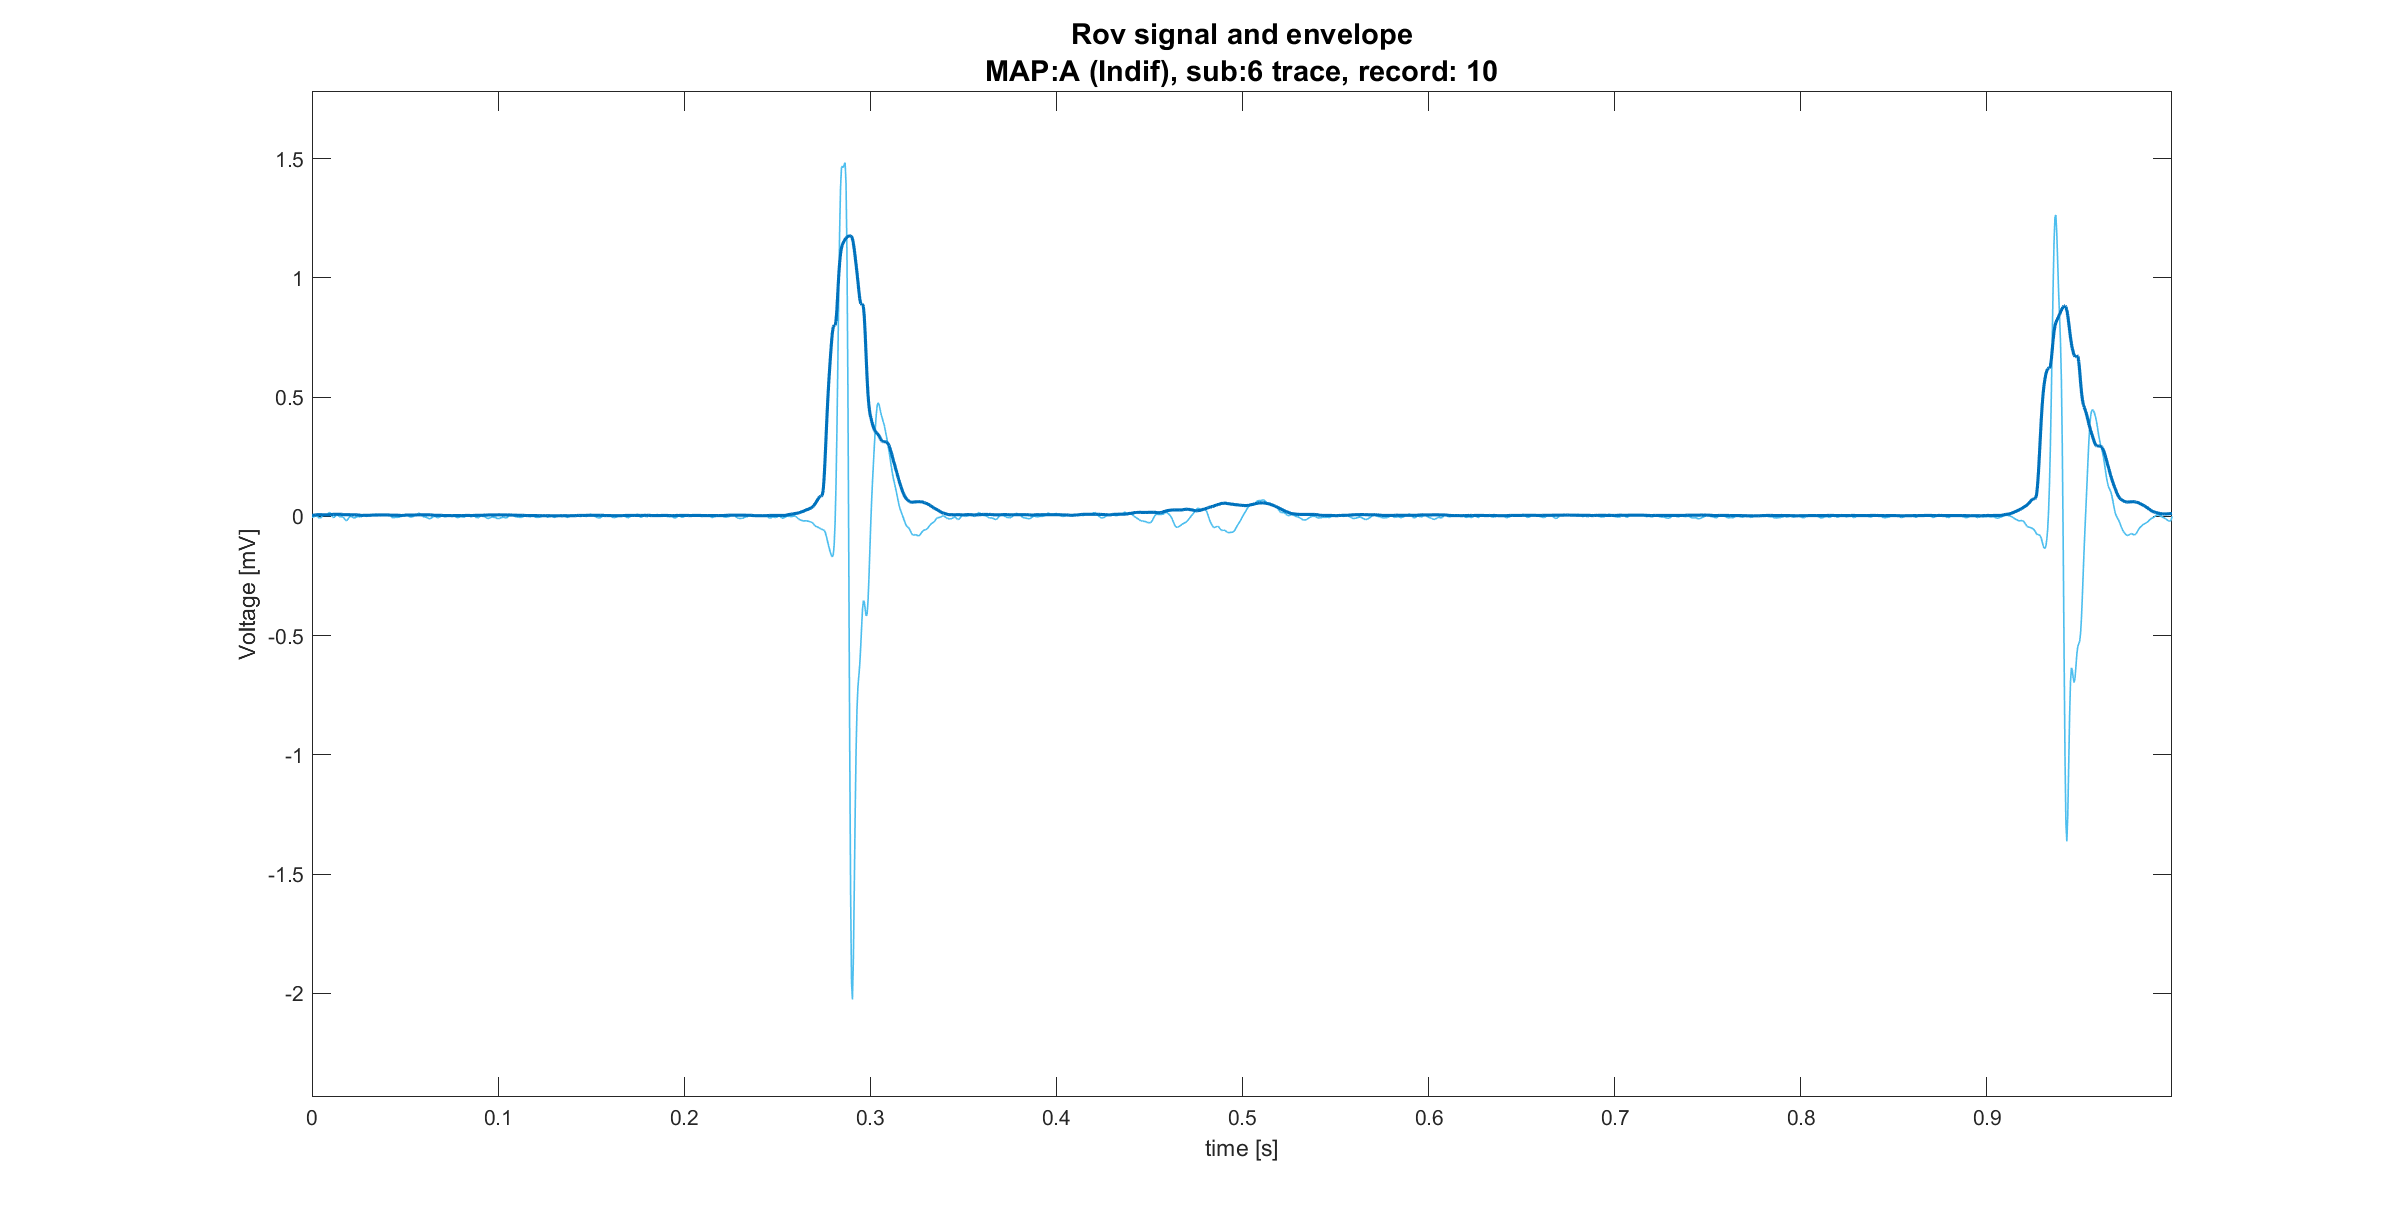 Rov signal and envelope
MAP:A (Indif), sub:6 trace, record: 10
1.5
1
0.5
0
-0.5
-1
-1.5
-2
Voltage [mV]
0 0.1 0.2 0.3 0.4 0.5 0.6 0.7 0.8 0.9
time [s]